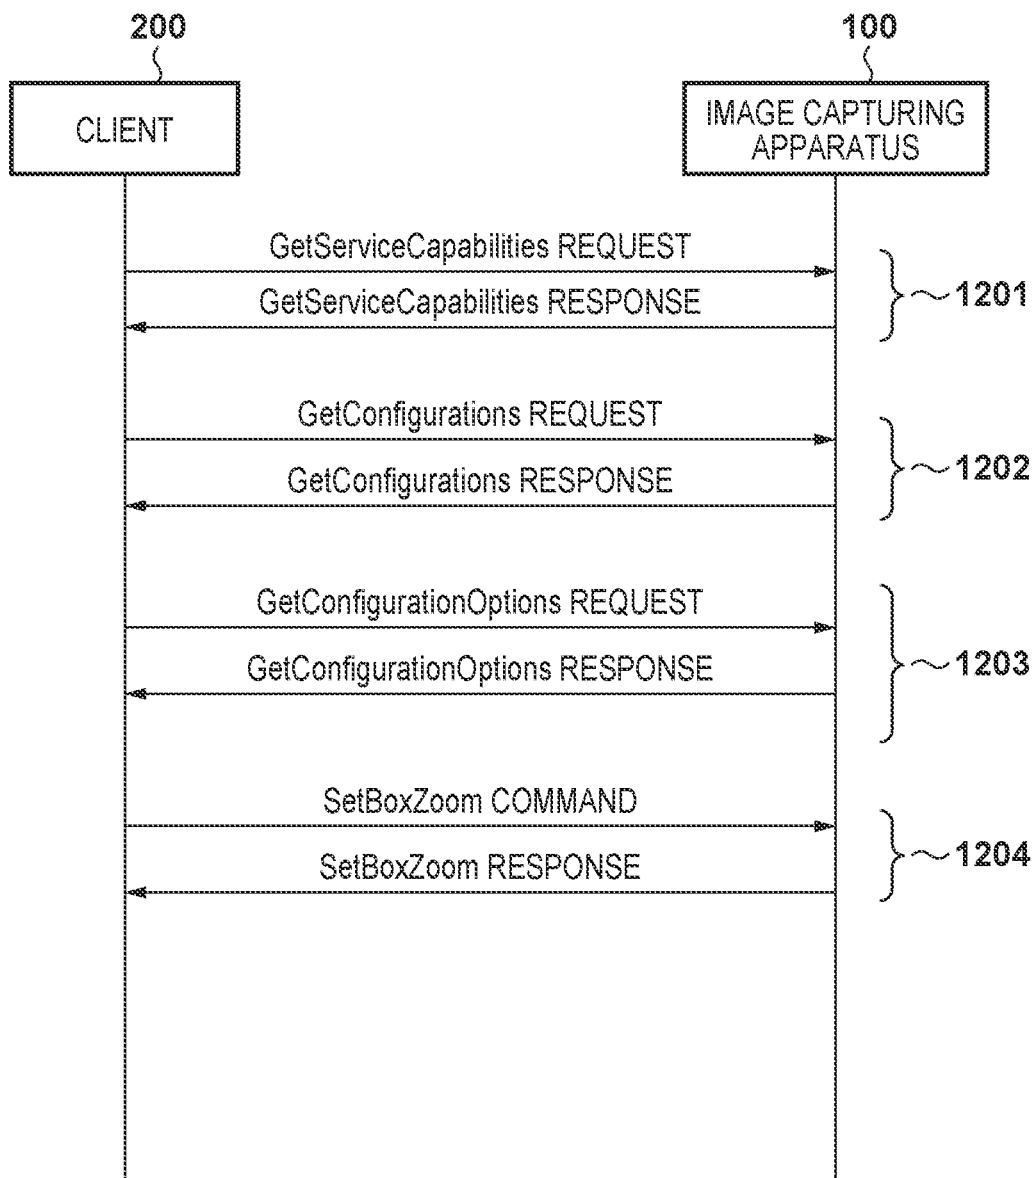 200
100
CLIENT
IMAGE CAPTURING
APPARATUS
GetServiceCapabilities REQUEST
GetServiceCapabilities RESPONSE
1201
GetConfigurations REQUEST
GetConfigurations RESPONSE
1202
GetConfigurationOptions REQUEST
GetConfigurationOptions RESPONSE
1203
SetBoxZoom COMMAND
SetBoxZoom RESPONSE
1204